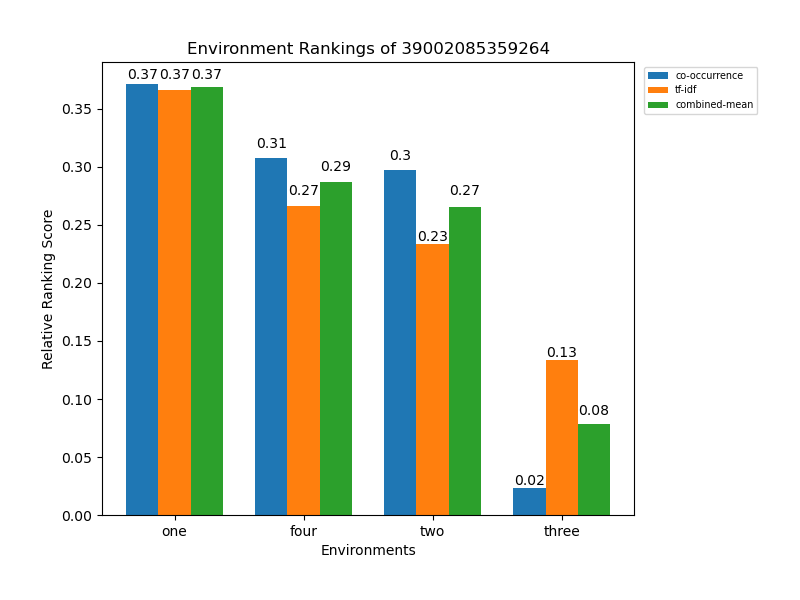 Environment Rankings of 39002085359264
co-occurrence
tf-idf
combined-mean
Relative Ranking Score
0.35
0.30
0.25
0.20
0.15
0.10
0.05
0.00
0.37 0.37 0.37
0.31
0.27
0.29
0.3
0.23
0.27
0.02
0.13
0.08
one four two three
Environments